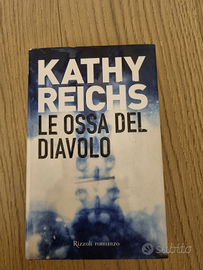 KATHY
REICHS
LE OSSA DEL
DIAVOLO
Rizzoli romanzo
subito